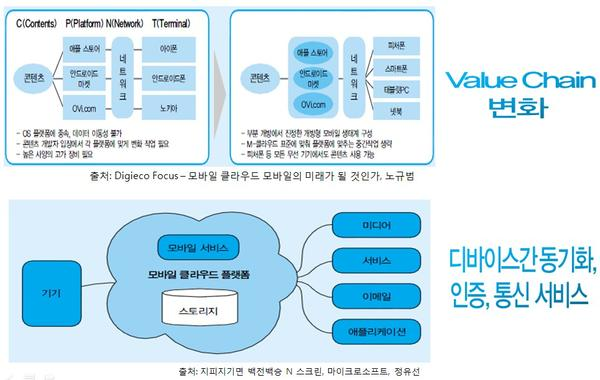 C(Contents) P(Platform) N(Network) T(Terminal)
콘텐츠
애플 스토어
안드로이드
마켓
OVi.com
네트워크
아이폰
안드로이드폰
노키아
- OS 플랫폼에 종속, 데이터 이동성 불가
- 콘텐츠 개발자 입장에서 각 플랫폼에 맞게 변화 작업 필요
- 높은 사양의 고가 장비 필요
콘텐츠
애플 스토어
안드로이드
마켓
OVi.com
네트워크
피처폰
스마트폰
태블릿PC
넷북
- 부분 개방에서 진정한 개방형 모바일 생태계 구성
- M-클라우드 표준에 맞춰 플랫폼에 맞추는 중간작업 생략
- 피처폰 등 모든 무선 기기에서도 콘텐츠 사용 가능
Value Chain
변화
출처: Digieco Focus – 모바일 클라우드 모바일의 미래가 될 것인가, 노규범
기기
모바일 서비스
모바일 클라우드 플랫폼
스토리지
미디어
서비스
이메일
애플리케이션
디바이스간 동기화,
인증, 통신 서비스
출처: 지피지기면 백전백승 N 스크린, 마이크로소프트, 정유선